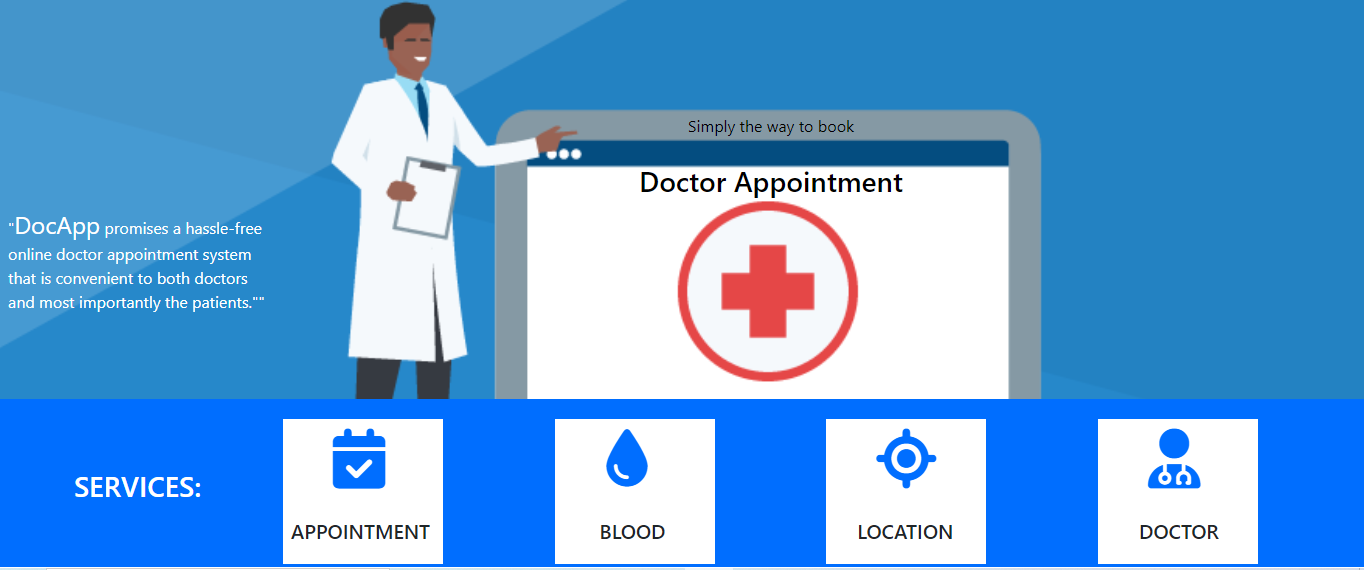 Simply the way to book
Doctor Appointment
"DocApp promises a hassle-free
online doctor appointment system
that is convenient to both doctors
and most importantly the patients.""
SERVICES:
APPOINTMENT
BLOOD
LOCATION
DOCTOR